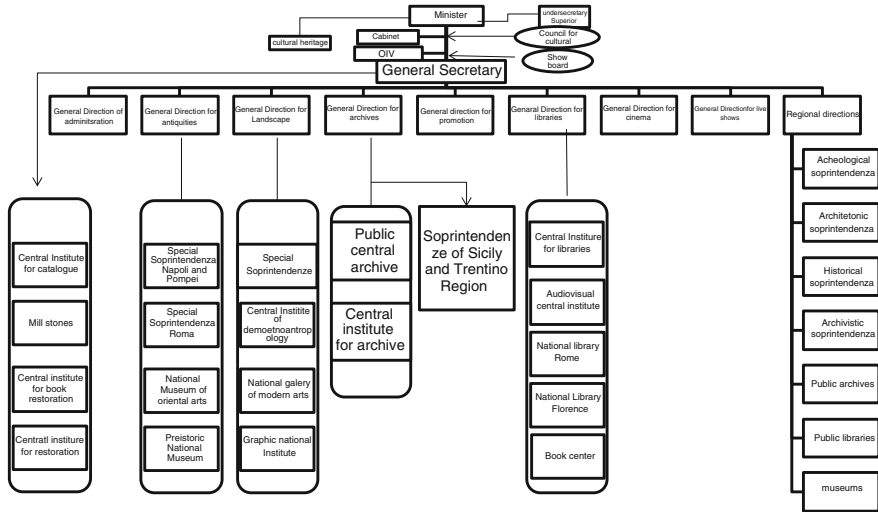 Minister
undersecretary
Superior
cultural heritage
Cabinet
Council for
cultural
OIV
Show
board
General Secretary
General Direction of
adminitsration
General Direction for
antiquities
General Direction for
Landscape
General Direction for
archives
General direction for
promotion
Genaral Direction for
libraries
General Direction for
cinema
General Directionfor live
shows
Regional directions
Central Institute
for catalogue
Mill stones
Central institute
for book
restoration
Centratl institure
for restoration
Special
Soprintendenza
Napoli and
Pompei
Special
Soprintendenza
Roma
National
Museum of
oriental arts
Preistoric
National
Museum
Special
Soprintendenze
Central Institite
of
demoetnoantrop
ology
National galery
of modern arts
Graphic national
Institute
Public
central
archive
Central
institute
for archive
Soprintenden
ze of Sicily
and Trentino
Region
Central Institure
for libraries
Audiovisual
central institute
National library
Rome
National Library
Florence
Book center
Acheological
soprintendenza
Architetonic
soprintendenza
Historical
soprintendenza
Archivistic
soprintendenza
Public archives
Public libraries
museums